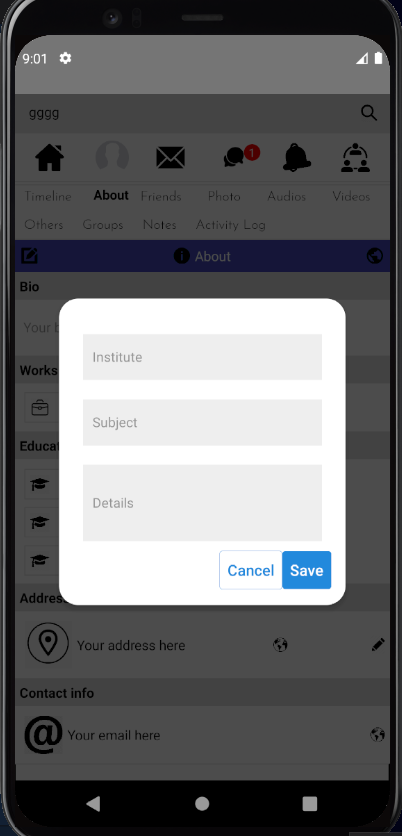 9:01
gggg
1
Timeline About Friends Photo Audios Videos
Others Groups Notes Activity Log
About
Bio
Your b
Institute
Works
Subject
Educat
Details
Cancel Save
Addres
Your address here
Contact info
@ Your email here